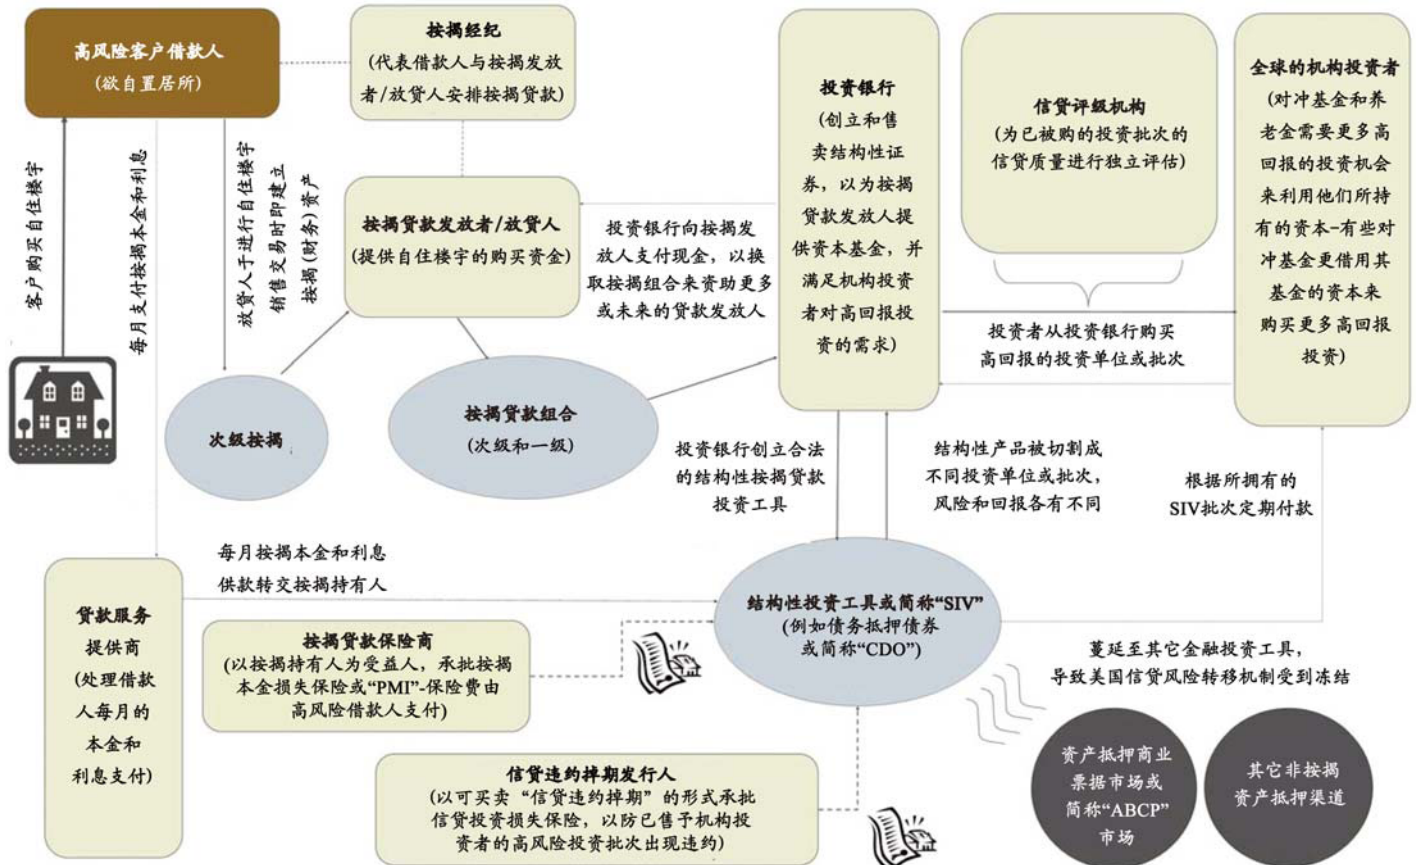 高风险客户借款人
(欲自置居所)
按揭经纪
(代表借款人与按揭发放
者/放贷人安排按揭贷款)
客户购买自住楼宇
每月支付按揭本金和利息
放贷人于进行自住楼宇
销售交易时即建立
按揭(财务)资产
按揭贷款发放者/放贷人
(提供自住楼宇的购买资金)
投资银行向按揭发
放人支付现金，以换
取按揭组合来资助更多
或未来的贷款发放人
投资银行
(创立和售
卖结构性证
券，以为按揭
贷款发放人提
供资本基金，并
满足机构投资
者对高回报投
资的需求)
信贷评级机构
(为已被购的投资批次的
信贷质量进行独立评估)
投资者从投资银行购买
高回报的投资单位或批次
全球的机构投资者
(对冲基金和养
老金需要更多高
回报的投资机会
来利用他们所持
有的资本-有些对
冲基金更借用其
基金的资本来
购买更多高回报
投资)
次级按揭
按揭贷款组合
(次级和一级)
投资银行创立合法
的结构性按揭贷款
投资工具
结构性产品被切割成
不同投资单位或批次，
风险和回报各有不同
根据所拥有的
SIV批次定期付款
每月按揭本金和利息
供款转交按揭持有人
贷款服务
提供商
(处理借款
人每月的
本金和
利息支付)
按揭贷款保险商
(以按揭持有人为受益人，承批按揭
本金损失保险或“PMI”-保险费由
高风险借款人支付)
结构性投资工具或简称“SIV”
(例如债务抵押债券
或简称“CDO”)
蔓延至其它金融投资工具，
导致美国信贷风险转移机制受到冻结
信贷违约掉期发行人
(以可买卖“信贷违约掉期”的形式承批
信贷投资损失保险，以防已售予机构投
资者的高风险投资批次出现违约)
资产抵押商业
票据市场或
简称“ABCP”
市场
其它非按揭
资产抵押渠道